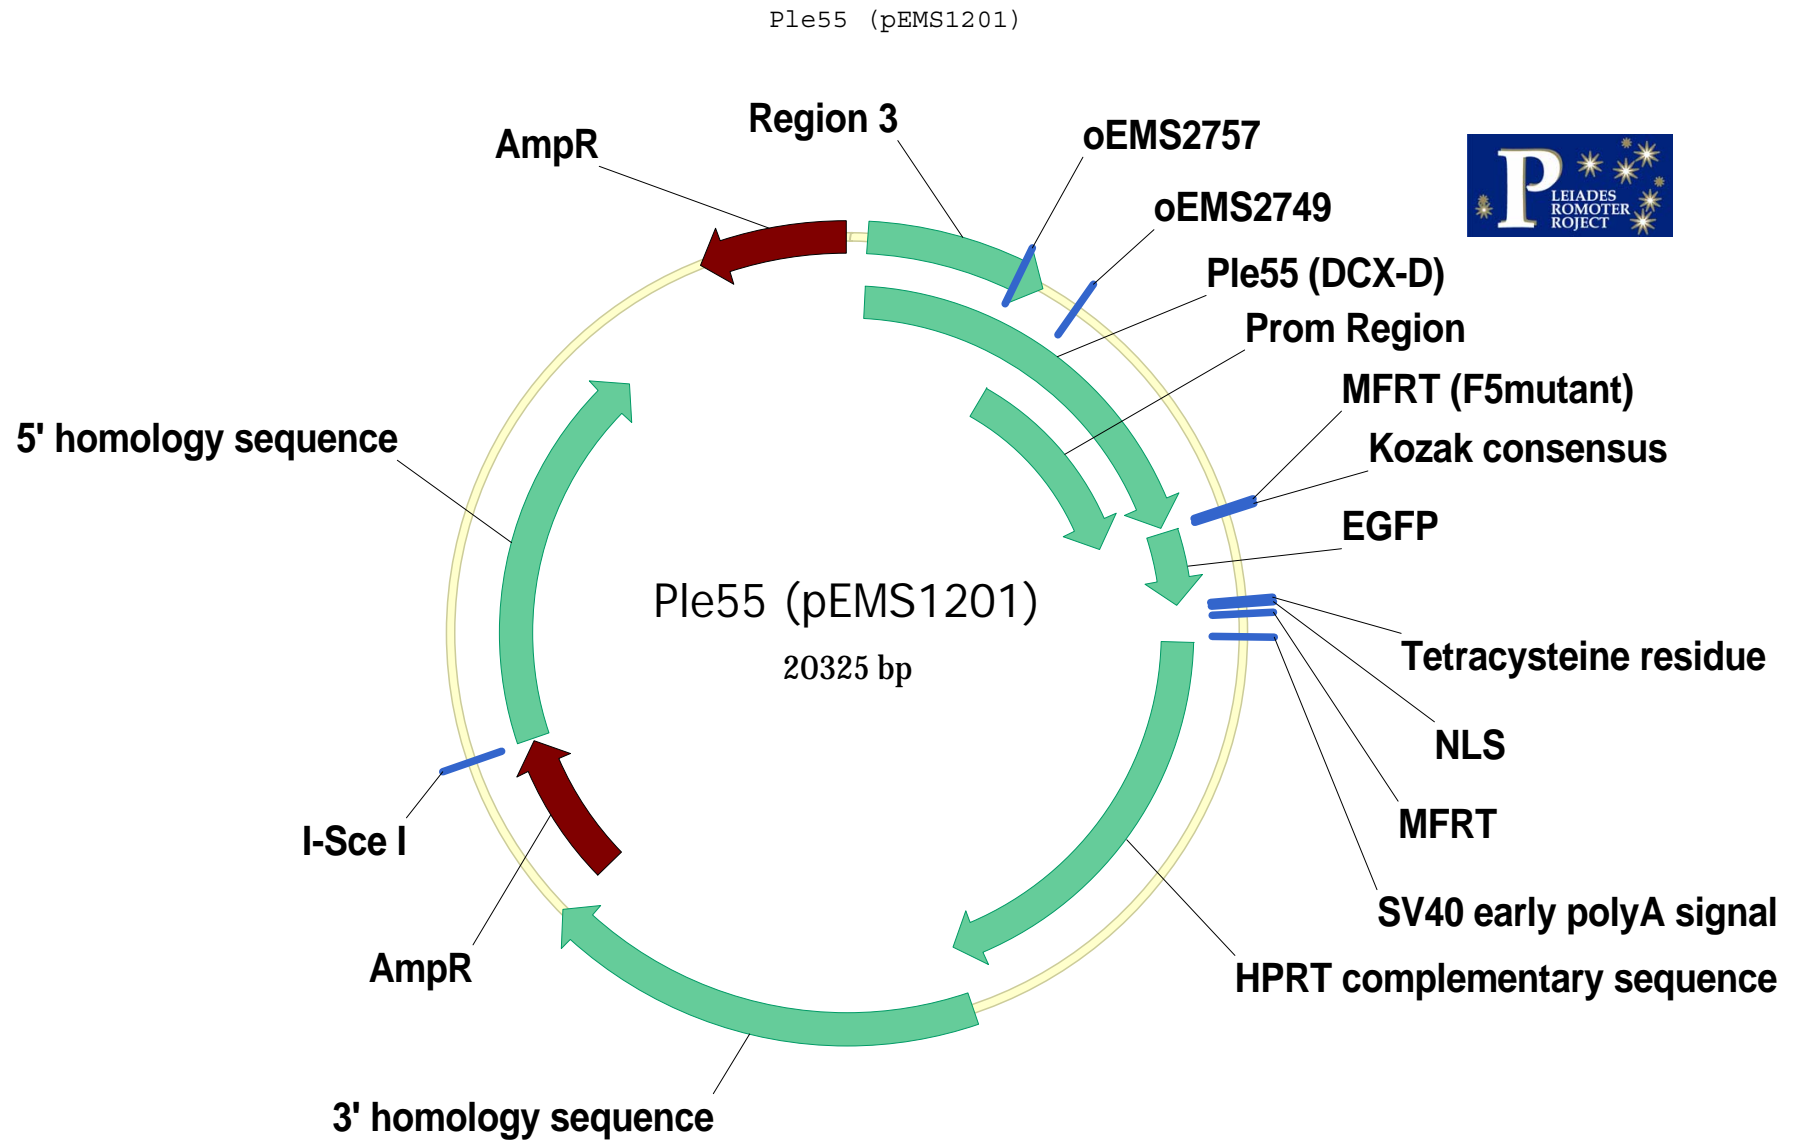 Ple55 (pEMS1201)
Region 3
AmpR
oEMS2757
oEMS2749
P LEIADES
ROMOTER
ROJECT
Ple55 (DCX-D)
Prom Region
MFRT (F5mutant)
5' homology sequence
Kozak consensus
EGFP
Ple55 (pEMS1201)
20325 bp
Tetracysteine residue
NLS
MFRT
I-Sce I
SV40 early polyA signal
AmpR
HPRT complementary sequence
3' homology sequence